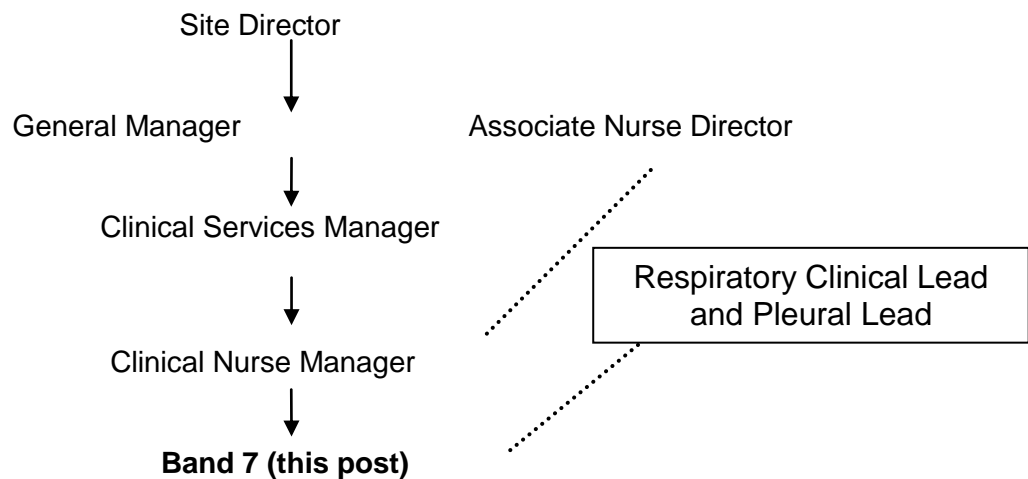 Site Director
General Manager
Associate Nurse Director
Clinical Services Manager
Respiratory Clinical Lead
and Pleural Lead
Clinical Nurse Manager
Band 7 (this post)